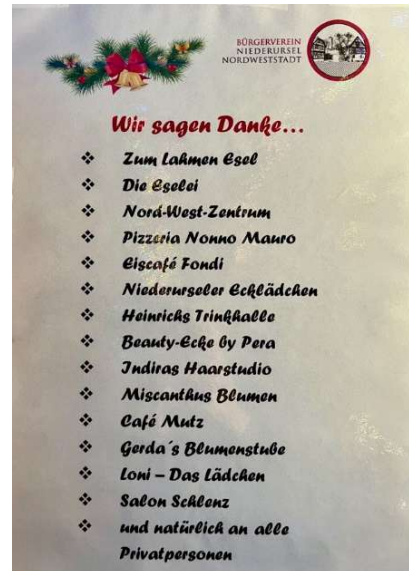 BÜRGERVEREIN
NIEDERURSEL
NORDWESTSTADT
Wir sagen Danke...
❖ Zum Lahmen Esel
❖ Die Eselei
❖ Nord-West-Zentrum
❖ Pizzeria Nonno Mauro
❖ Eiscafé Fondi
❖ Niederurseler Ecklädchen
❖ Heinrichs Trinkhalle
❖ Beauty-Ecke by Pera
❖ Indiras Haarstudio
❖ Miscanthus Blumen
❖ Café Mutz
❖ Gerda´s Blumenstube
❖ Loni – Das Lädchen
❖ Salon Schlenz
❖ und natürlich an alle
Privatpersonen